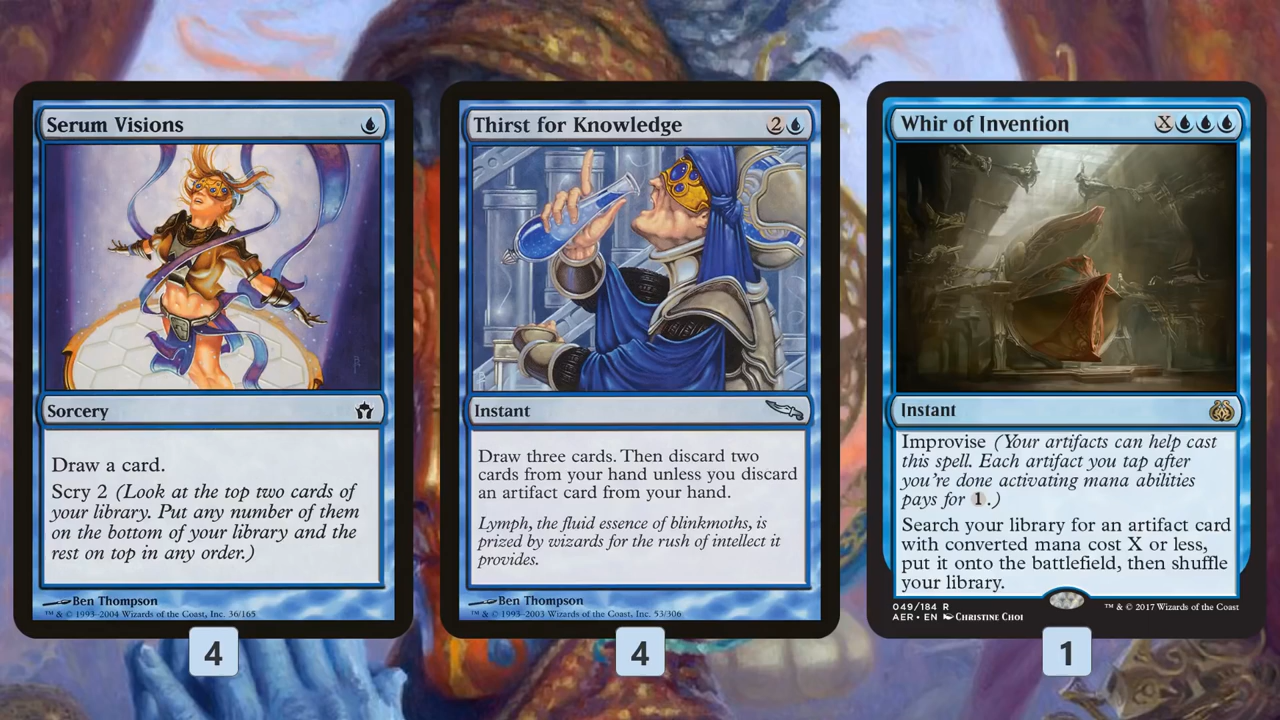 Serum Visions
Sorcery
Draw a card.
Scry 2 (Look at the top two cards of
your library. Put any number of them
on the bottom of your library and the
rest on top in any order.)
Ben Thompson
™ & © 1993-2004 Wizards of the Coast, Inc. 36/165
4
Thirst for Knowledge
2
Instant
Draw three cards. Then discard two
cards from your hand unless you discard
an artifact card from your hand.
Lymph, the fluid essence of blinkmoths, is
prized by wizards for the rush of intellect it
provides.
Ben Thompson
™ & © 1993-2003 Wizards of the Coast, Inc. 53/306
4
Whir of Invention
X
Instant
Improvise (Your artifacts can help cast
this spell. Each artifact you tap after
you're done activating mana abilities
pays for 1.)
Search your library for an artifact card
with converted mana cost X or less,
put it onto the battlefield, then shuffle
your library.
049/184 R
AER • EN Christine Choi
™ & © 2017 Wizards of the Coast
1